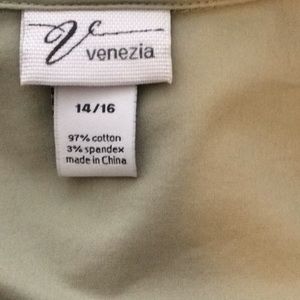 V
venezia
14/16
97% cotton
3% spandex
made in China